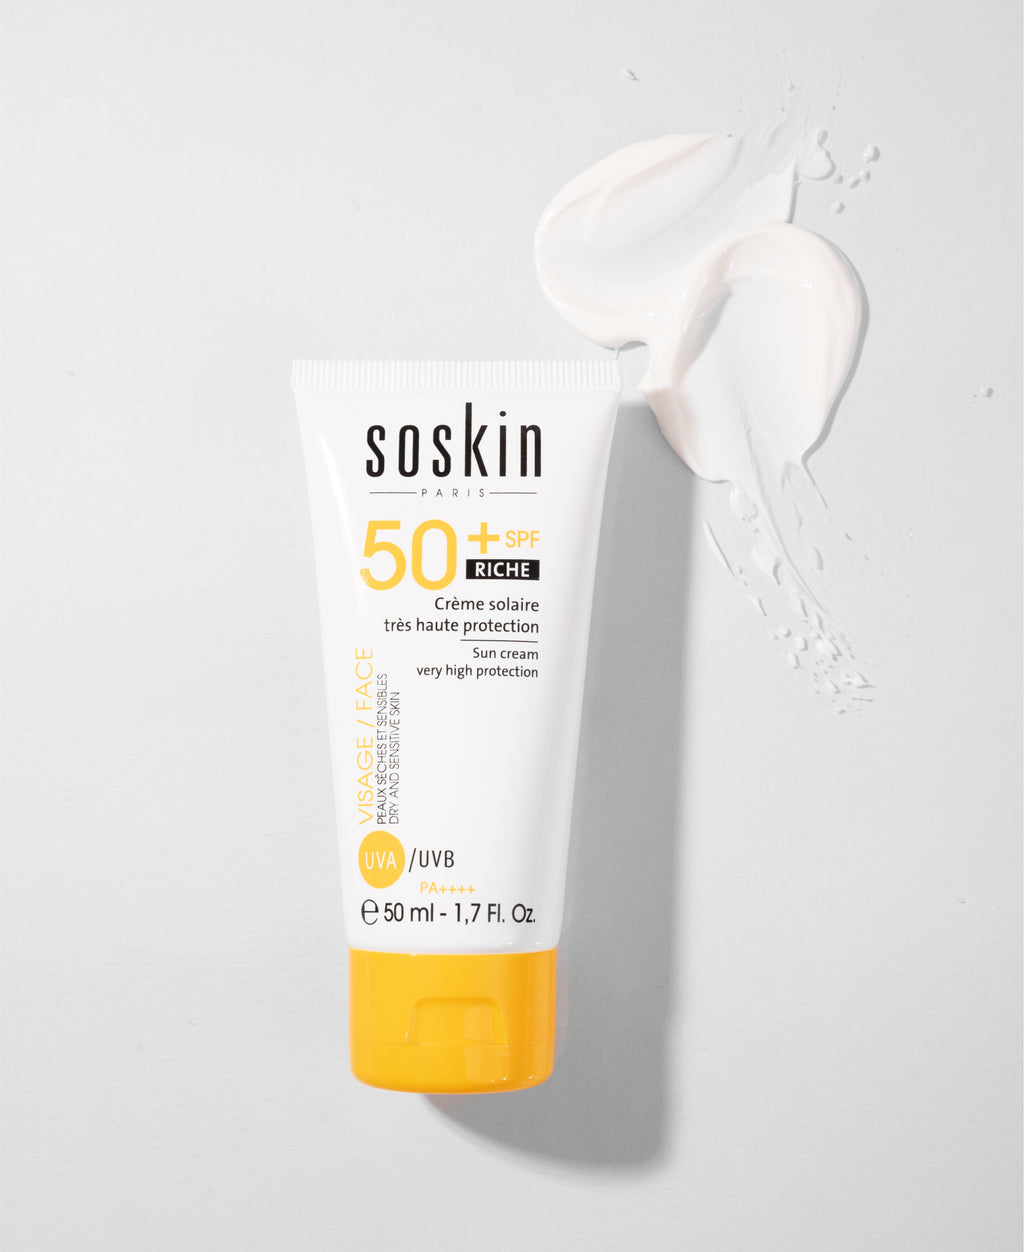 soskin
PARIS
50+ SPF
RICHE
Crème solaire
très haute protection
Sun cream
very high protection
VISAGE / FACE
PEAUX SÈCHES ET SENSIBLES
DRY AND SENSITIVE SKIN
UVA/UVB
PA++++
℮ 50 ml - 1,7 Fl. Oz.